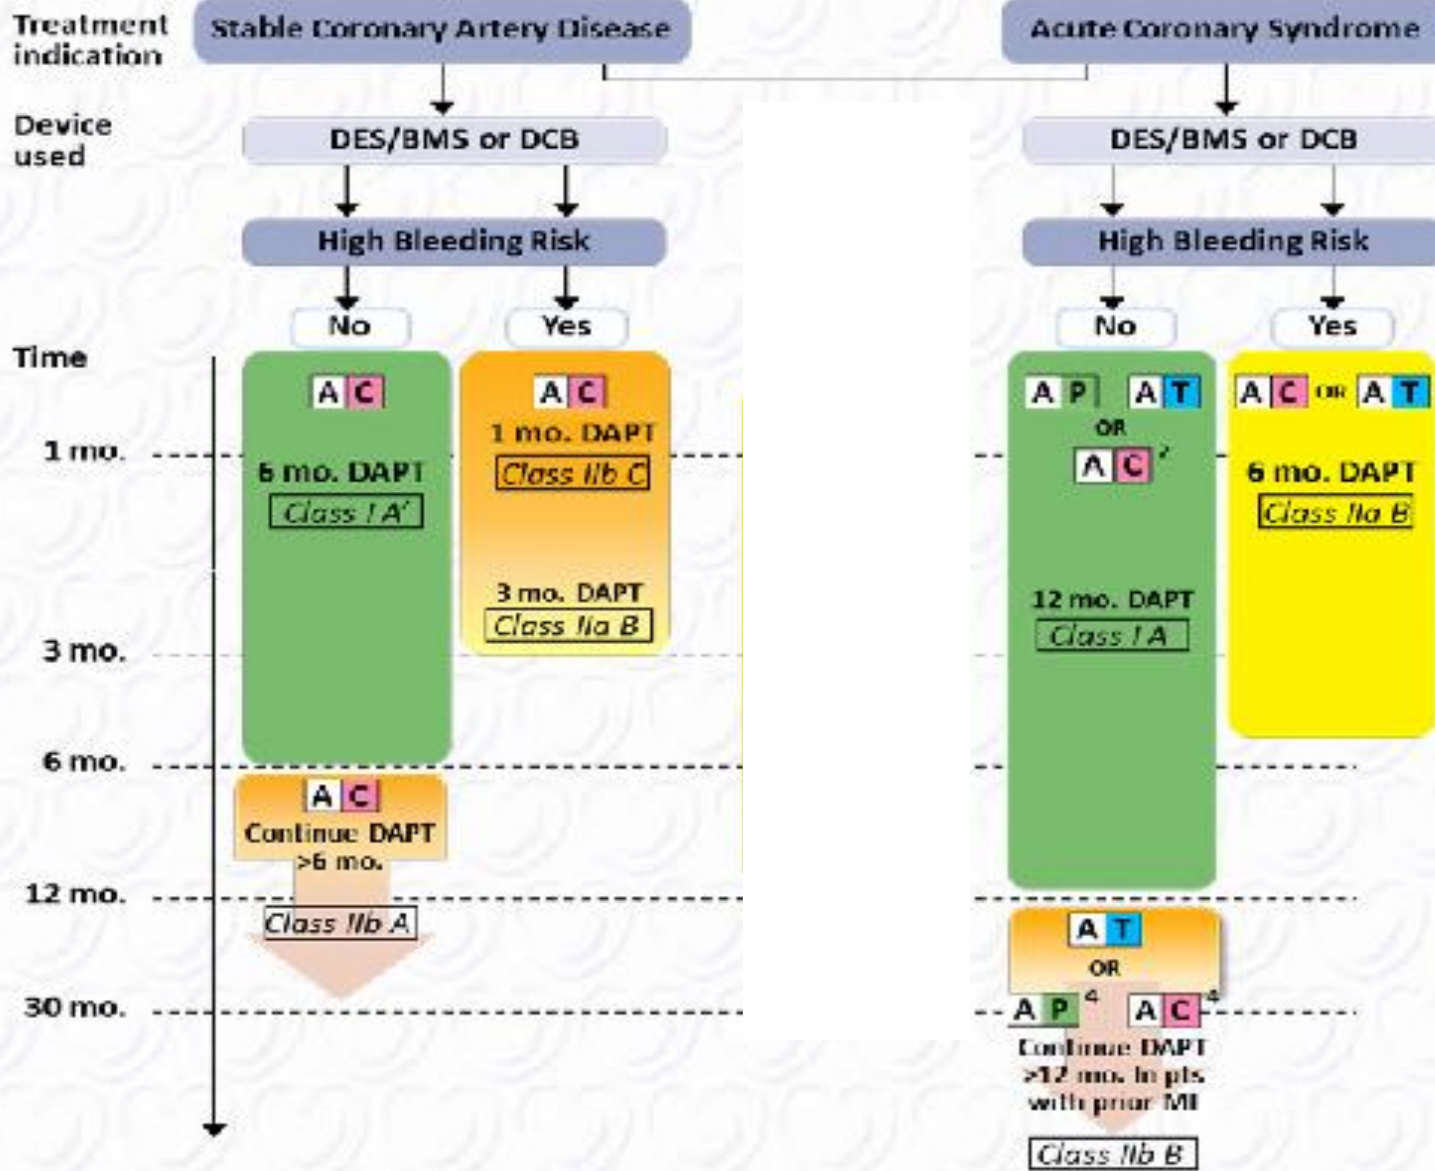 Treatment indication
Stable Coronary Artery Disease
Acute Coronary Syndrome
Device used
DES/BMS or DCB
DES/BMS or DCB
High Bleeding Risk
High Bleeding Risk
No
Yes
No
Yes
Time
A C
A C
A P
A T
OR
A C
A C OR A T
1 mo.
6 mo. DAPT
Class I A
1 mo. DAPT
Class IIb C
3 mo. DAPT
Class IIa B
12 mo. DAPT
Class I A
6 mo. DAPT
Class IIa B
3 mo.
6 mo.
A C
Continue DAPT
>6 mo.
12 mo.
Class IIb A
A T
OR
30 mo.
A P 4
A C 4
Continue DAPT
>12 mo. In pts
with prior MI
Class IIb B